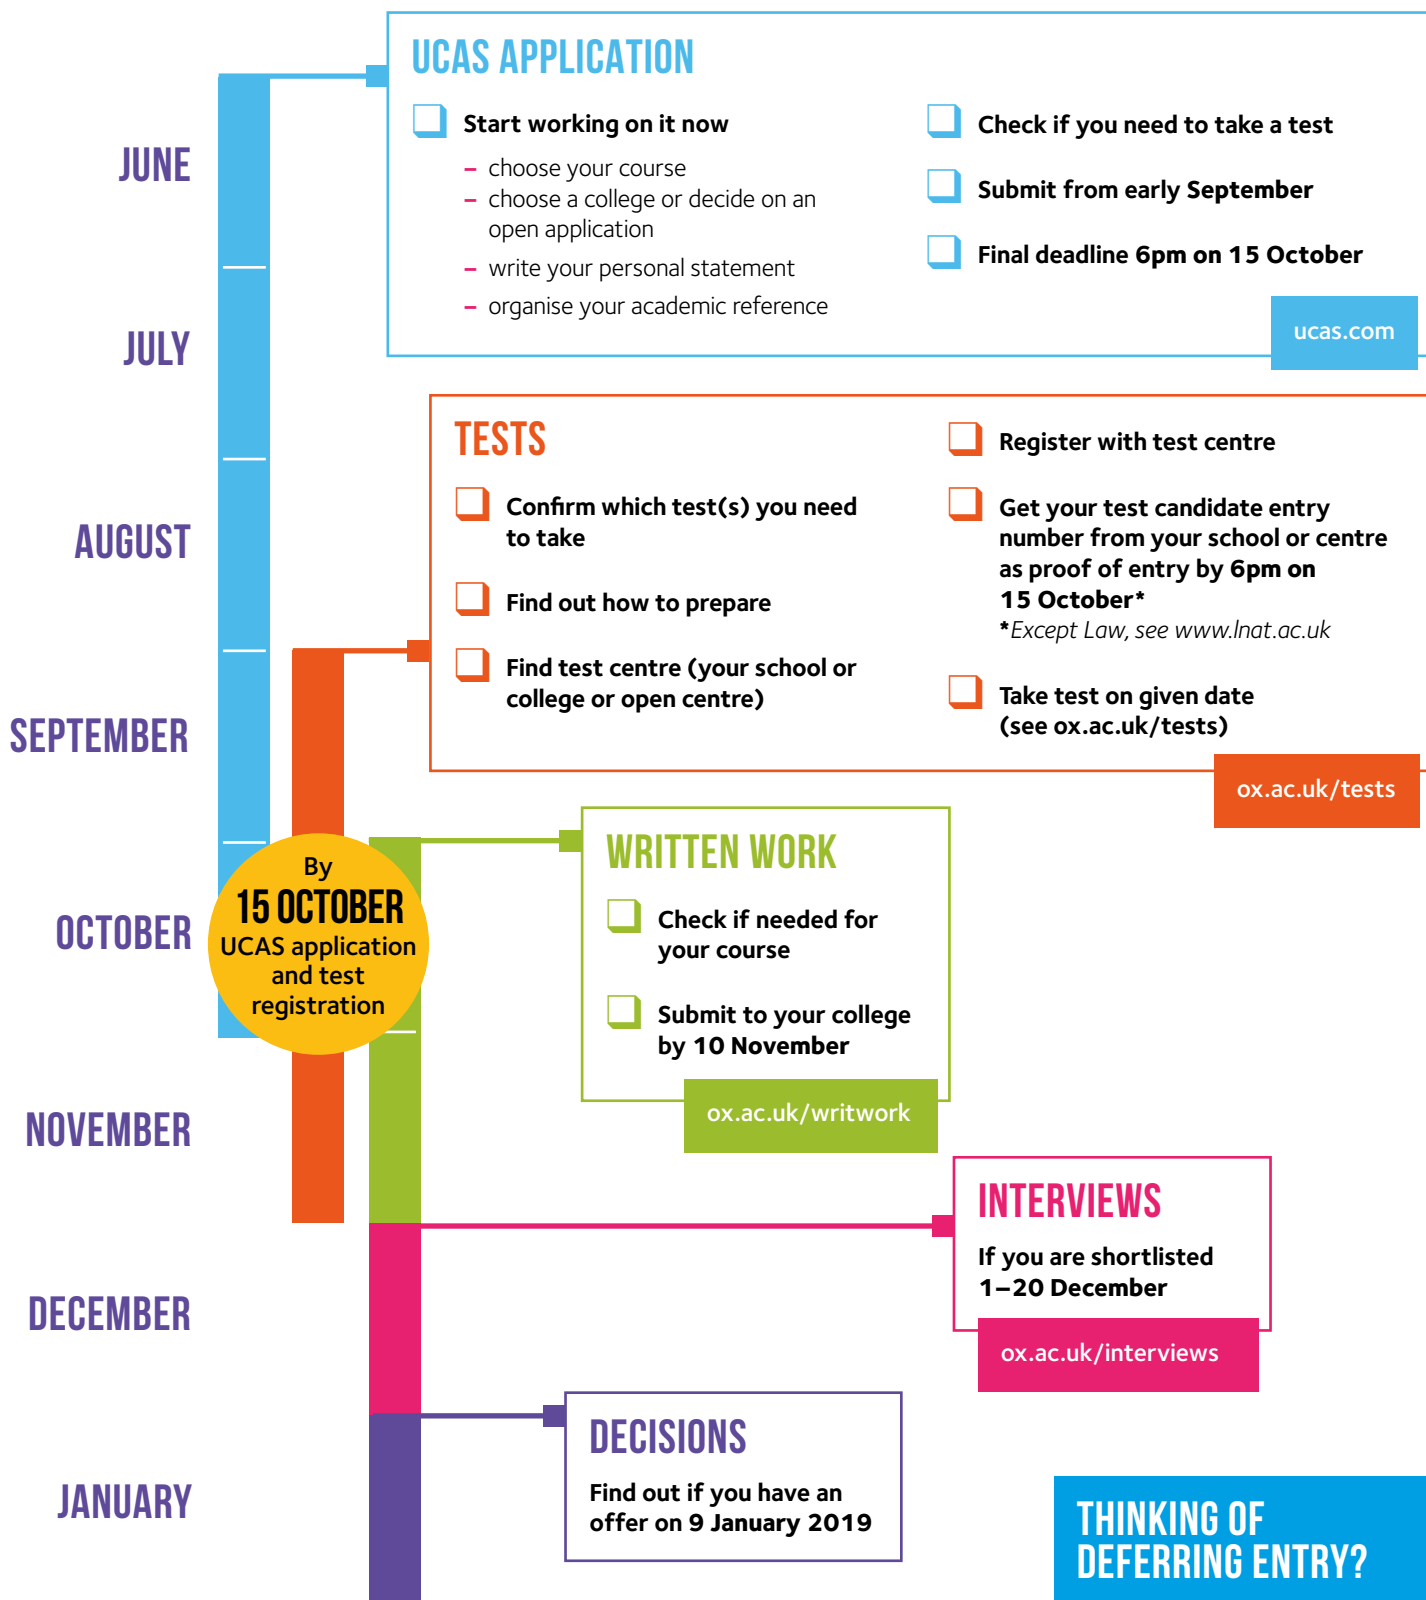 UCAS APPLICATION
Start working on it now
– choose your course
– choose a college or decide on an
open application
– write your personal statement
– organise your academic reference
Check if you need to take a test
Submit from early September
Final deadline 6pm on 15 October
ucas.com
JUNE
JULY
AUGUST
SEPTEMBER
OCTOBER
NOVEMBER
DECEMBER
JANUARY
TESTS
Confirm which test(s) you need
to take
Find out how to prepare
Find test centre (your school or
college or open centre)
Register with test centre
Get your test candidate entry
number from your school or centre
as proof of entry by 6pm on
15 October*
*Except Law, see www.lnat.ac.uk
Take test on given date
(see ox.ac.uk/tests)
ox.ac.uk/tests
By
15 OCTOBER
UCAS application
and test
registration
WRITTEN WORK
Check if needed for
your course
Submit to your college
by 10 November
ox.ac.uk/writwork
INTERVIEWS
If you are shortlisted
1–20 December
ox.ac.uk/interviews
DECISIONS
Find out if you have an
offer on 9 January 2019
THINKING OF
DEFERRING ENTRY?